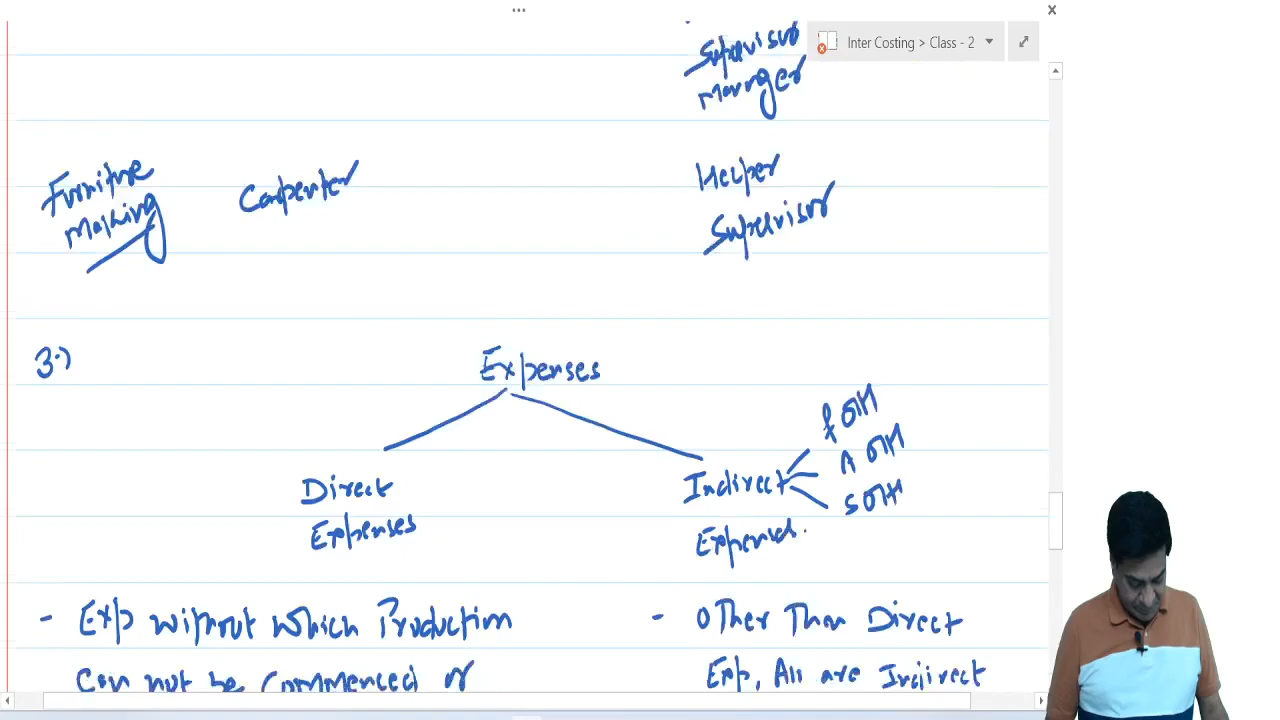 Inter Costing > Class - 2
Supervisor
Manager
Furniture
Making
Carpenter
Helper
Supervisor
3.)
Expenses
Direct
Expenses
Indirect
Expenses
F OH
A OH
S OH
- Exp without which Production
Can not be Commenced or
- Other Than Direct
Exp, All are Indirect